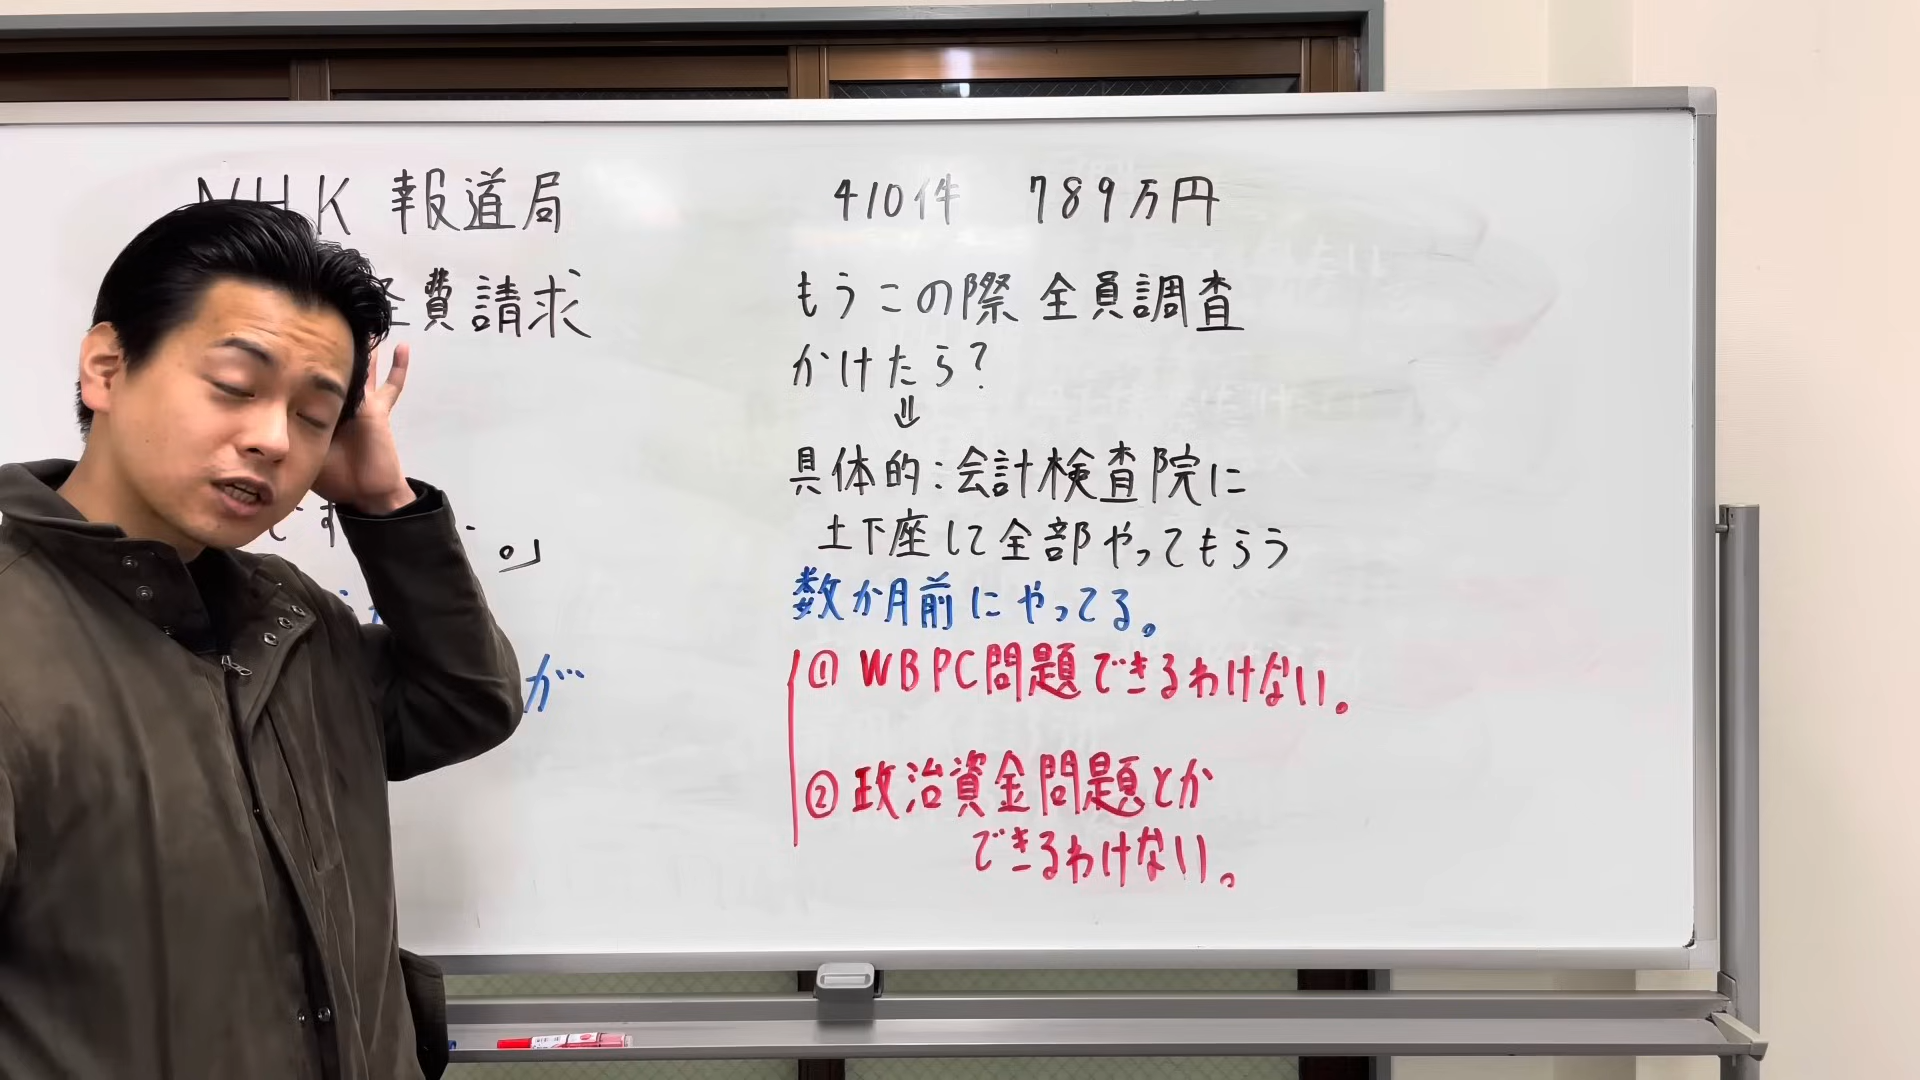 NHK 報道局
経費請求
です
。」
が…
410件 789万円
もうこの際 全員調査
かけたら?
⇓
具体的:会計検査院に
土下座して全部やってもらう
数か月前にやってる。
① WBPC問題できるわけない。
② 政治資金問題とか
できるわけない。